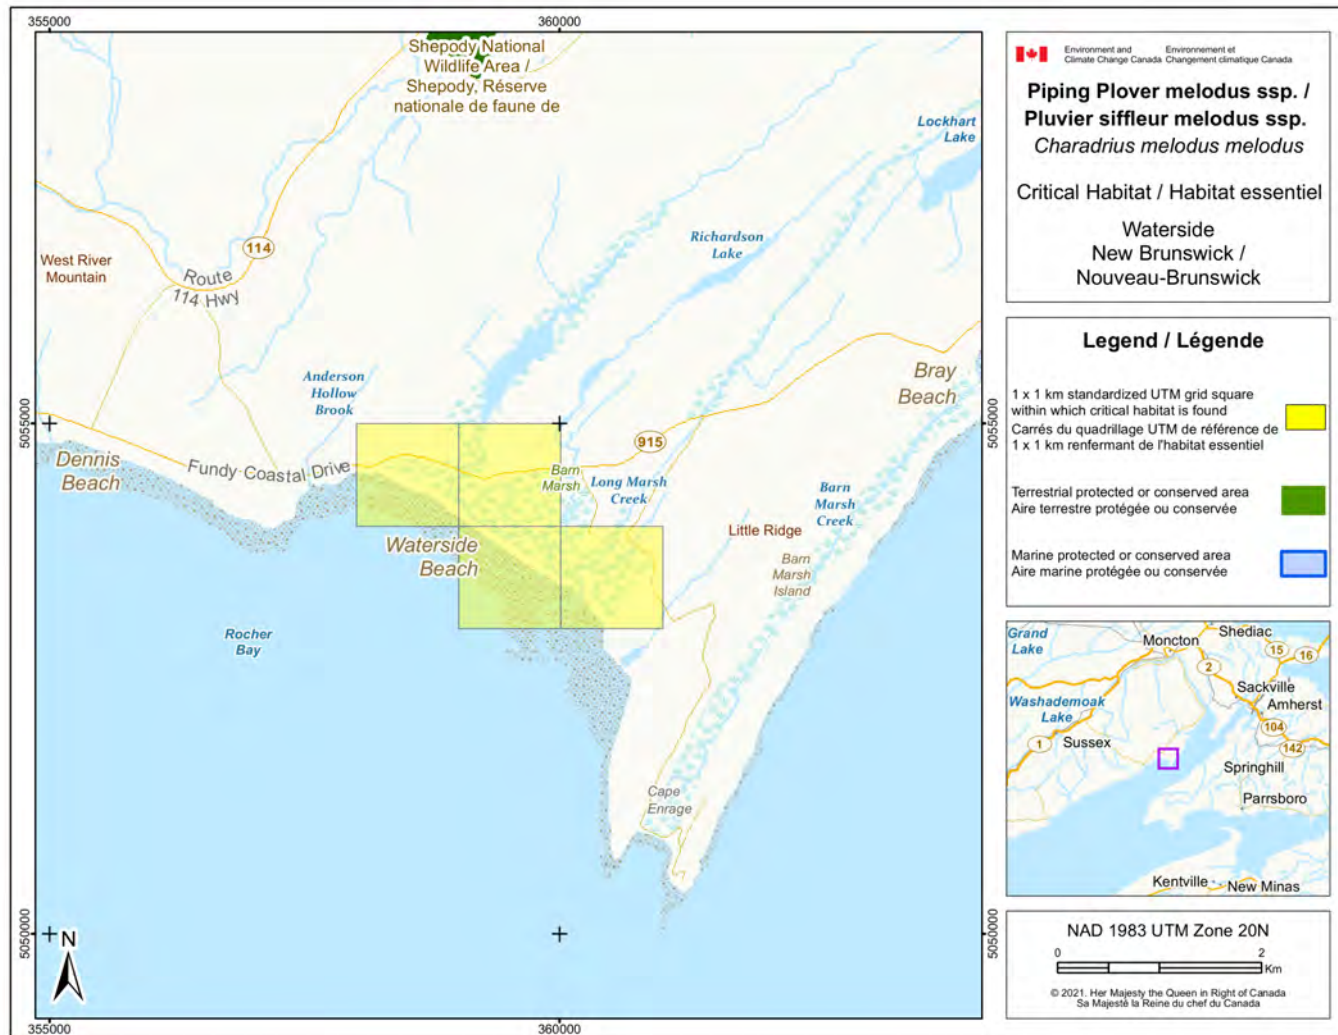 355000
360000
Shepody National
Wildlife Area /
Shepody, Réserve
nationale de faune de
Lockhart
Lake
Richardson
Lake
114
West River
Mountain
Route
114 Hwy
Anderson
Hollow
Brook
Bray
Beach
5055000
5055000
915
Dennis
Beach
Fundy Coastal Drive
Barn
Marsh
Long Marsh
Creek
Barn
Marsh
Creek
Little Ridge
Waterside
Beach
Barn
Marsh
Island
Rocher
Bay
Cape
Enrage
5050000
5050000
N
355000
360000
Environment and
Climate Change Canada
Environnement et
Changement climatique Canada
Piping Plover melodus ssp. /
Pluvier siffleur melodus ssp.
Charadrius melodus melodus
Critical Habitat / Habitat essentiel
Waterside
New Brunswick /
Nouveau-Brunswick
Legend / Légende
1 x 1 km standardized UTM grid square
within which critical habitat is found
Carrés du quadrillage UTM de référence de
1 x 1 km renfermant de l'habitat essentiel
Terrestrial protected or conserved area
Aire terrestre protégée ou conservée
Marine protected or conserved area
Aire marine protégée ou conservée
Grand
Lake
Moncton
Shediac
15
16
2
Sackville
Amherst
Washademoak
Lake
104
1
Sussex
142
Springhill
Parrsboro
Kentville
New Minas
NAD 1983 UTM Zone 20N
0 2
Km
© 2021. Her Majesty the Queen in Right of Canada
Sa Majesté la Reine du chef du Canada